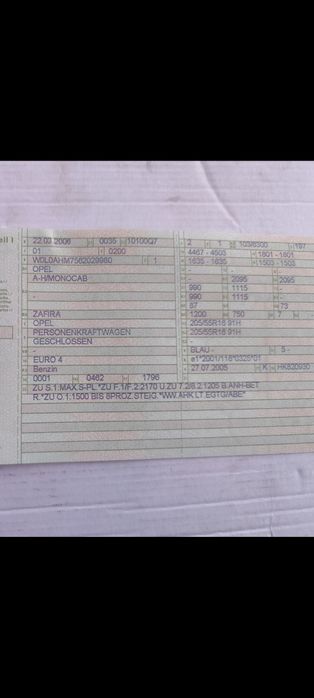 22.03.2006 0035 10100Q7
01 0200
W0L0AHM7562029980 1
OPEL
A-H/MONOCAB
-
ZAFIRA
OPEL
PERSONENKRAFTWAGEN
GESCHLOSSEN
-
EURO 4
Benzin
0001 0462 1796
2 1 103/6300 197
4467 - 4503 1801 - 1801
1635 - 1635 1503 - 1503
- - -
- 2095 2095
990 1115 -
990 1115 -
87 73
1200 750 7 -
205/55R16 91H
205/55R16 91H
-
BLAU - 5 -
e1*2001/116*0325*01
27.07.2005 K HK820930
ZU S.1:MAX.S-PL.*ZU F.1/F.2:2170 U.ZU 7.2/8.2:1205 B.ANH-BET
R.*ZU O.1:1500 BIS 8PROZ.STEIG.*WW.AHK LT.EGTG/ABE*